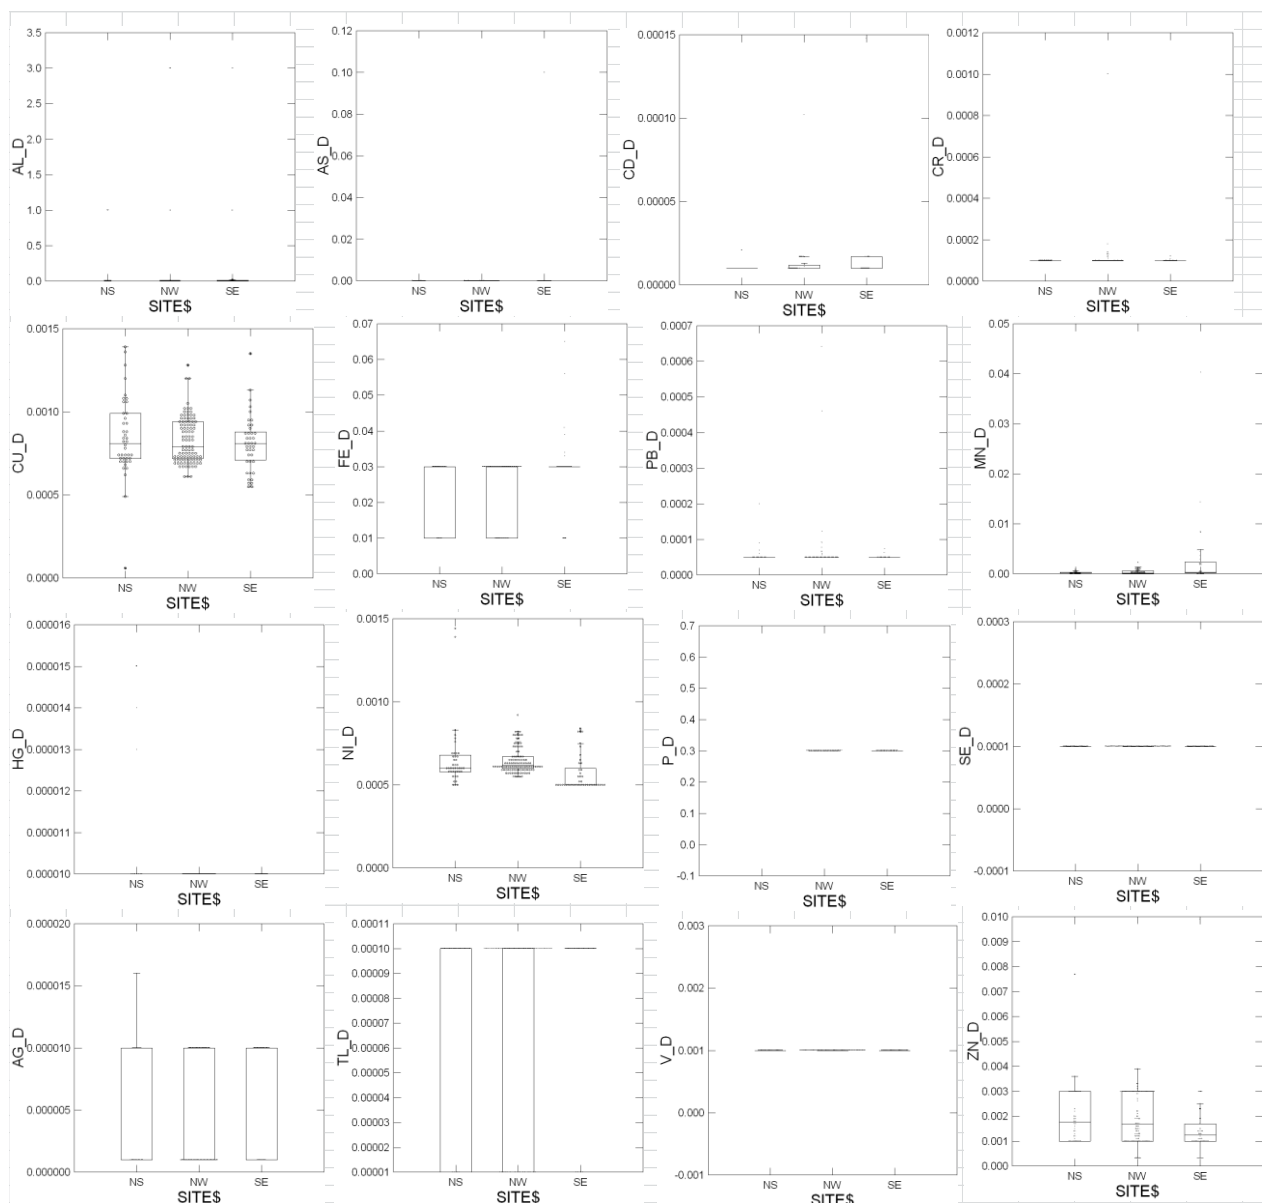 AL_D
3.5
3.0
2.5
2.0
1.5
1.0
0.5
0.0
NS NW SE
SITE$
AS_D
0.12
0.10
0.08
0.06
0.04
0.02
0.00
NS NW SE
SITE$
CD_D
0.00015
0.00010
0.00005
0.00000
NS NW SE
SITE$
CR_D
0.0012
0.0010
0.0008
0.0006
0.0004
0.0002
0.0000
NS NW SE
SITE$
CU_D
0.0015
0.0010
0.0005
0.0000
NS NW SE
SITE$
FE_D
0.07
0.06
0.05
0.04
0.03
0.02
0.01
0.00
NS NW SE
SITE$
PB_D
0.0007
0.0006
0.0005
0.0004
0.0003
0.0002
0.0001
0.0000
NS NW SE
SITE$
MN_D
0.05
0.04
0.03
0.02
0.01
0.00
NS NW SE
SITE$
HG_D
0.000016
0.000015
0.000014
0.000013
0.000012
0.000011
0.000010
NS NW SE
SITE$
NI_D
0.0015
0.0010
0.0005
0.0000
NS NW SE
SITE$
P_D
0.7
0.6
0.5
0.4
0.3
0.2
0.1
0.0
-0.1
NS NW SE
SITE$
SE_D
0.0003
0.0002
0.0001
0.0000
-0.0001
NS NW SE
SITE$
AG_D
0.000020
0.000015
0.000010
0.000005
0.000000
NS NW SE
SITE$
TL_D
0.00011
0.00010
0.00009
0.00008
0.00007
0.00006
0.00005
0.00004
0.00003
0.00002
0.00001
NS NW SE
SITE$
V_D
0.003
0.002
0.001
0.000
-0.001
NS NW SE
SITE$
ZN_D
0.010
0.009
0.008
0.007
0.006
0.005
0.004
0.003
0.002
0.001
0.000
NS NW SE
SITE$